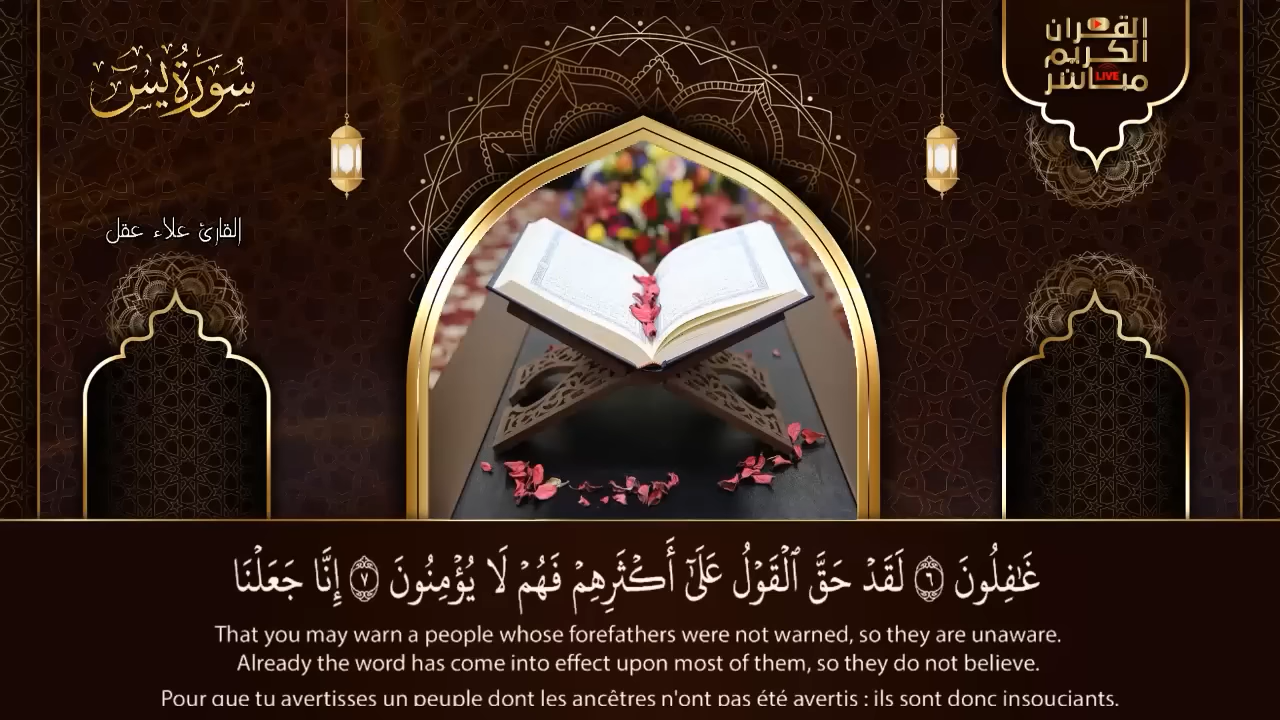 سُورَةُ يسٓ
القرآن
الكريم
مباشر
LIVE
القارئ علاء عقل
غَٰفِلُونَ ٦ لَقَدْ حَقَّ ٱلْقَوْلُ عَلَىٰٓ أَكْثَرِهِمْ فَهُمْ لَا يُؤْمِنُونَ ٧ إِنَّا جَعَلْنَا
That you may warn a people whose forefathers were not warned, so they are unaware.
Already the word has come into effect upon most of them, so they do not believe.
Pour que tu avertisses un peuple dont les ancêtres n'ont pas été avertis : ils sont donc insouciants.